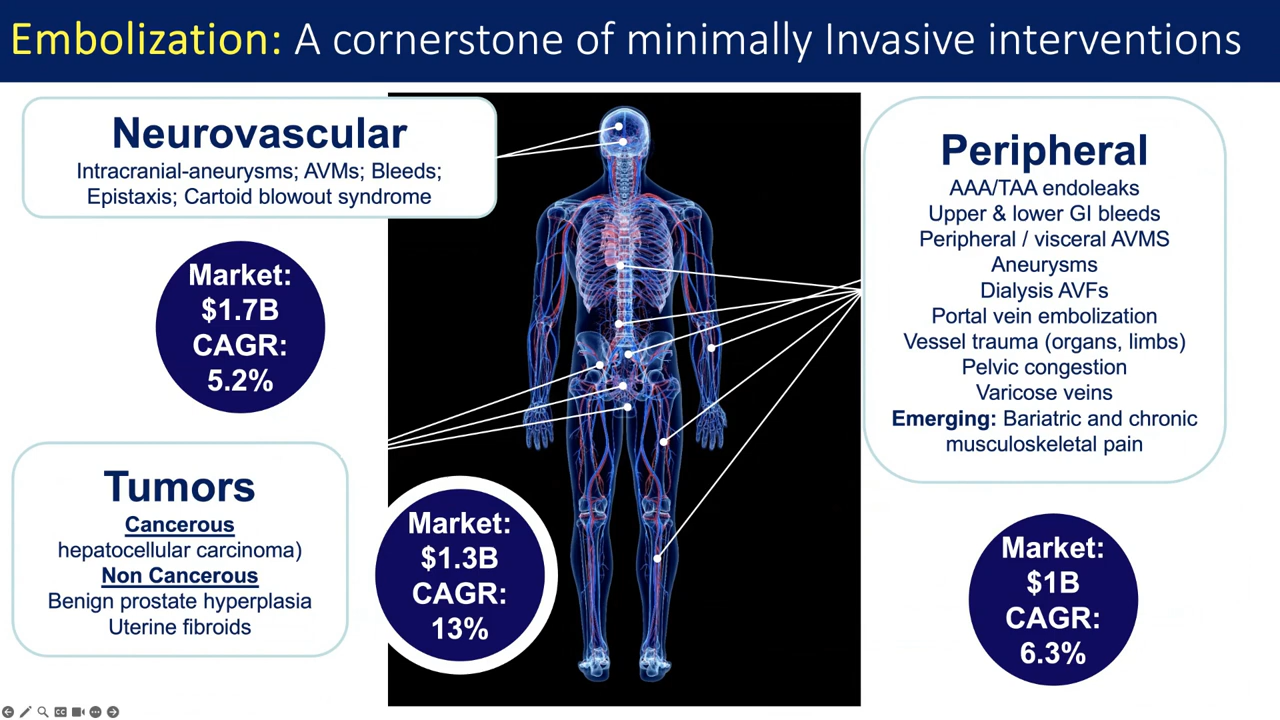 Embolization: A cornerstone of minimally Invasive interventions
Neurovascular
Intracranial-aneurysms; AVMs; Bleeds;
Epistaxis; Cartoid blowout syndrome
Market:
$1.7B
CAGR:
5.2%
Tumors
Cancerous
hepatocellular carcinoma)
Non Cancerous
Benign prostate hyperplasia
Uterine fibroids
Market:
$1.3B
CAGR:
13%
Peripheral
AAA/TAA endoleaks
Upper & lower GI bleeds
Peripheral / visceral AVMS
Aneurysms
Dialysis AVFs
Portal vein embolization
Vessel trauma (organs, limbs)
Pelvic congestion
Varicose veins
Emerging: Bariatric and chronic
musculoskeletal pain
Market:
$1B
CAGR:
6.3%